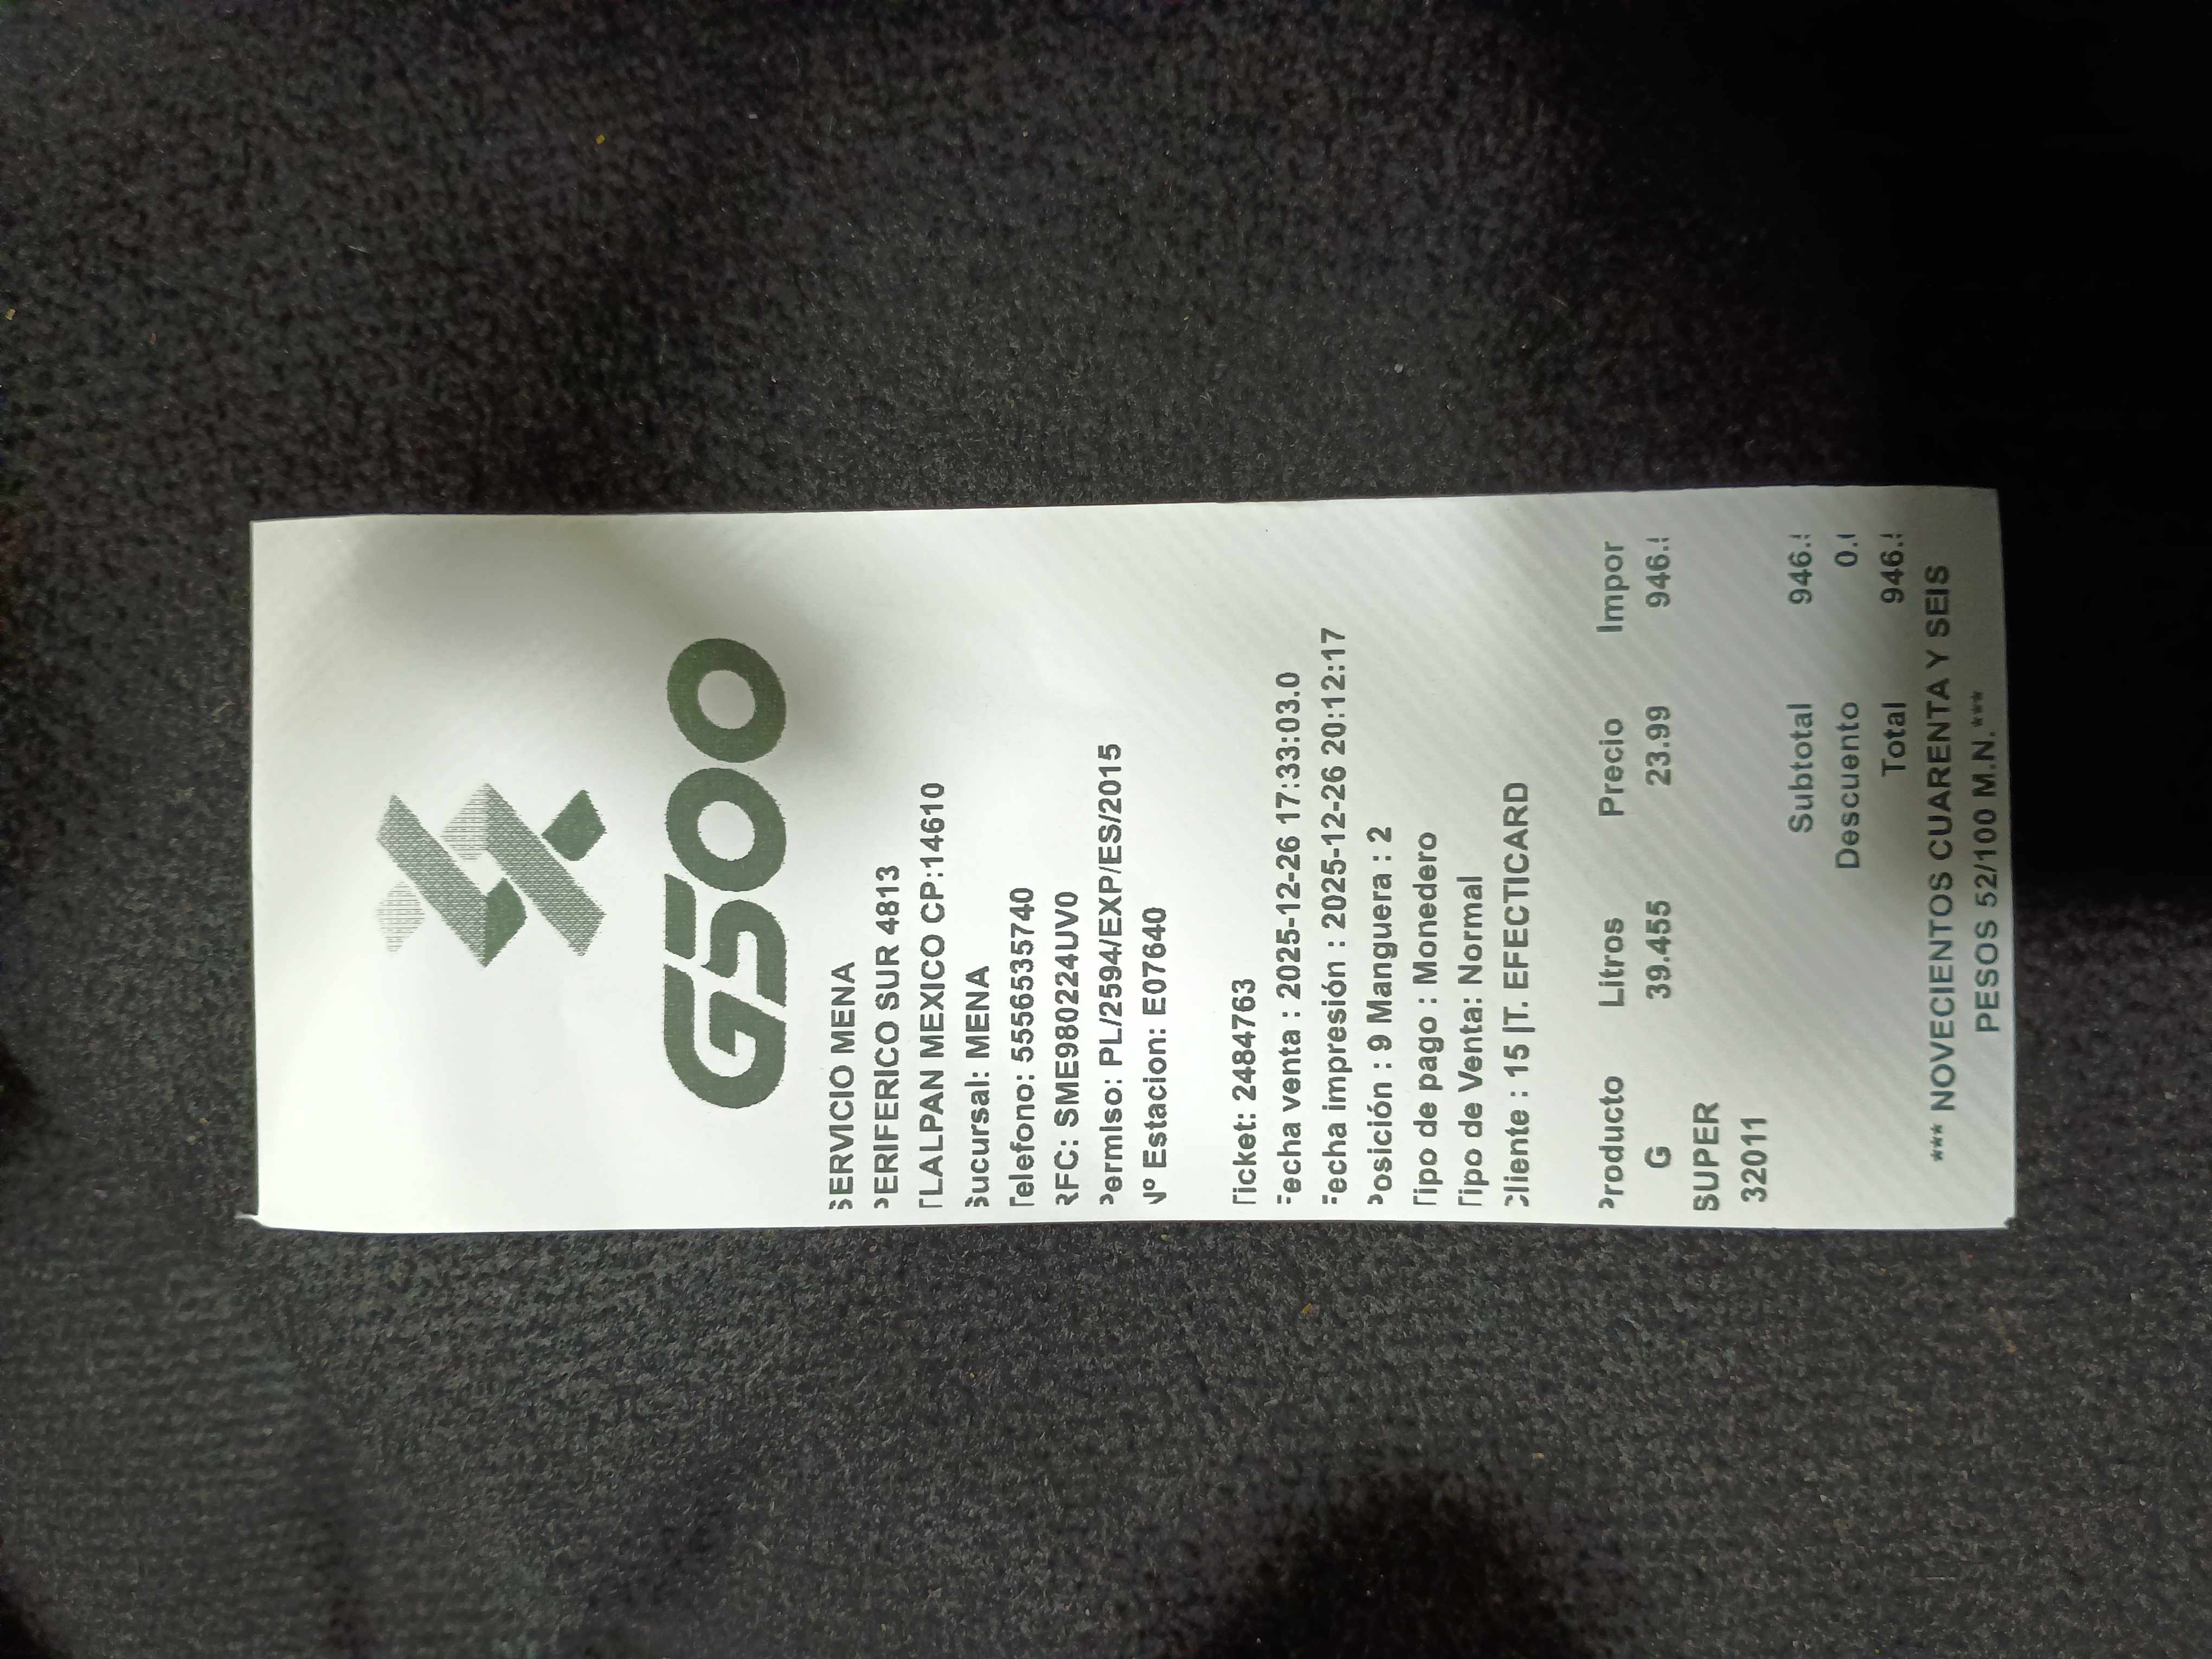 G500
SERVICIO MENA
PERIFERICO SUR 4813
TLALPAN MEXICO CP:14610
Sucursal: MENA
Telefono: 5556535740
RFC: SME980224UV0
Permiso: PL/2594/EXP/ES/2015
Nº Estacion: E07640
Ticket: 2484763
Fecha venta : 2025-12-26 17:33:03.0
Fecha impresión : 2025-12-26 20:12:17
Posición : 9 Manguera : 2
Tipo de pago : Monedero
Tipo de Venta: Normal
Cliente : 15 |T. EFECTICARD
Producto Litros Precio Impor
G 39.455 23.99 946.5
SUPER
32011
Subtotal 946.5
Descuento 0.0
Total 946.5
*** NOVECIENTOS CUARENTA Y SEIS
PESOS 52/100 M.N. ***